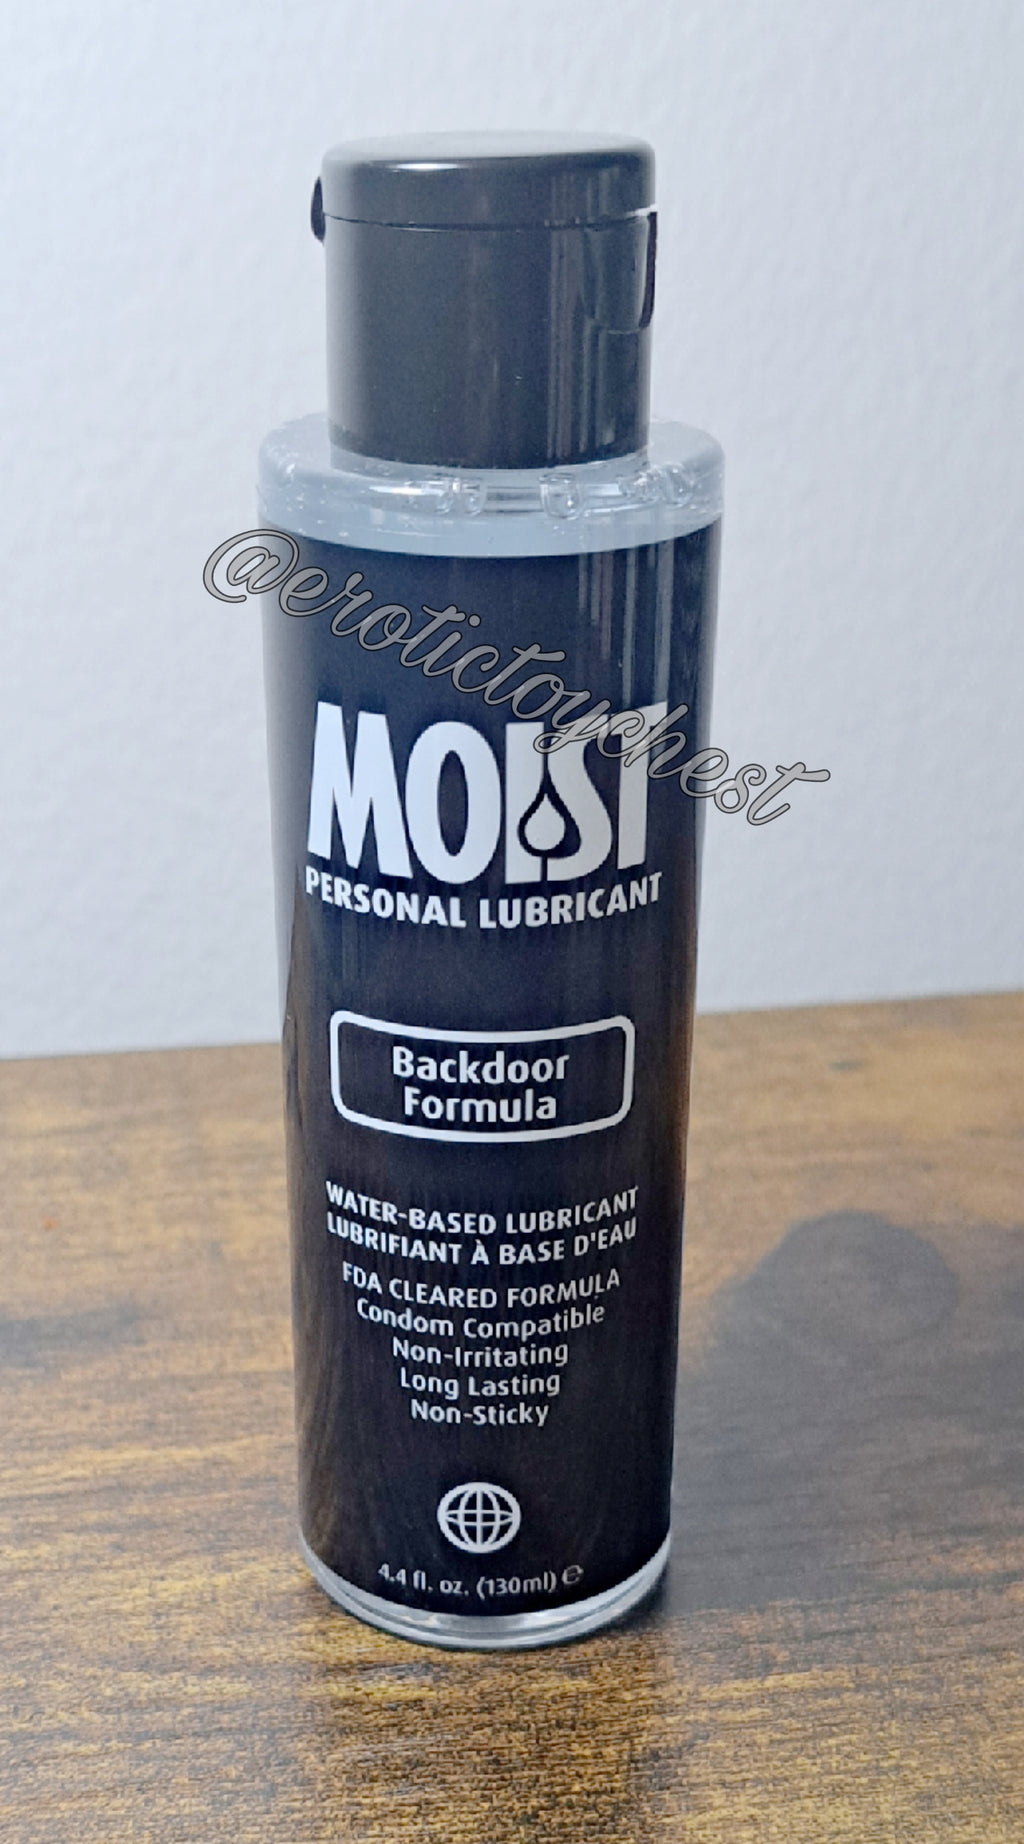 @erotictoychest
MOIST
PERSONAL LUBRICANT
Backdoor
Formula
WATER-BASED LUBRICANT
LUBRIFIANT À BASE D'EAU
FDA CLEARED FORMULA
Condom Compatible
Non-Irritating
Long Lasting
Non-Sticky
4.4 fl. oz. (130ml) ℮